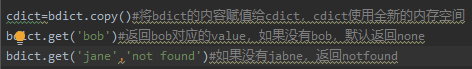 cdict=bdict.copy()#将bdict的内容赋值给cdict，cdict使用全新的内存空间
bdict.get('bob')#返回bob对应的value，如果没有bob，默认返回none
bdict.get('jane','not found')#如果没有jabne，返回notfound